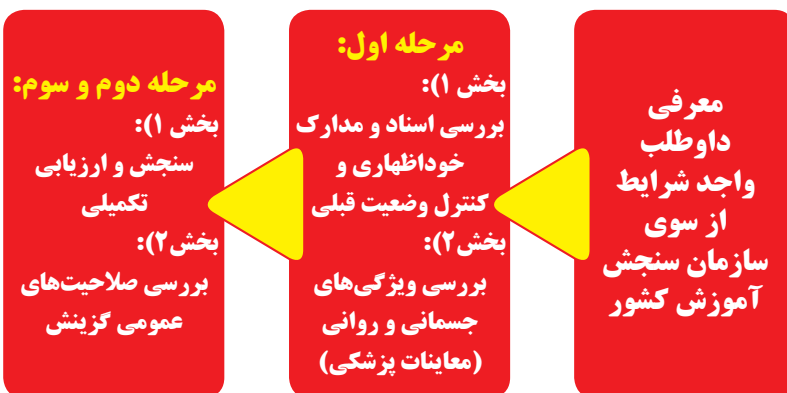 معرفی
داوطلب
واجد شرایط
از سوی
سازمان سنجش
آموزش کشور
مرحله اول:
بخش ۱):
بررسی اسناد و مدارک
خوداظهاری و
کنترل وضعیت قبلی
بخش۲):
بررسی ویژگی‌های
جسمانی و روانی
(معاینات پزشکی)
مرحله دوم و سوم:
بخش ۱):
سنجش و ارزیابی
تکمیلی
بخش۲):
بررسی صلاحیت‌های
عمومی گزینش